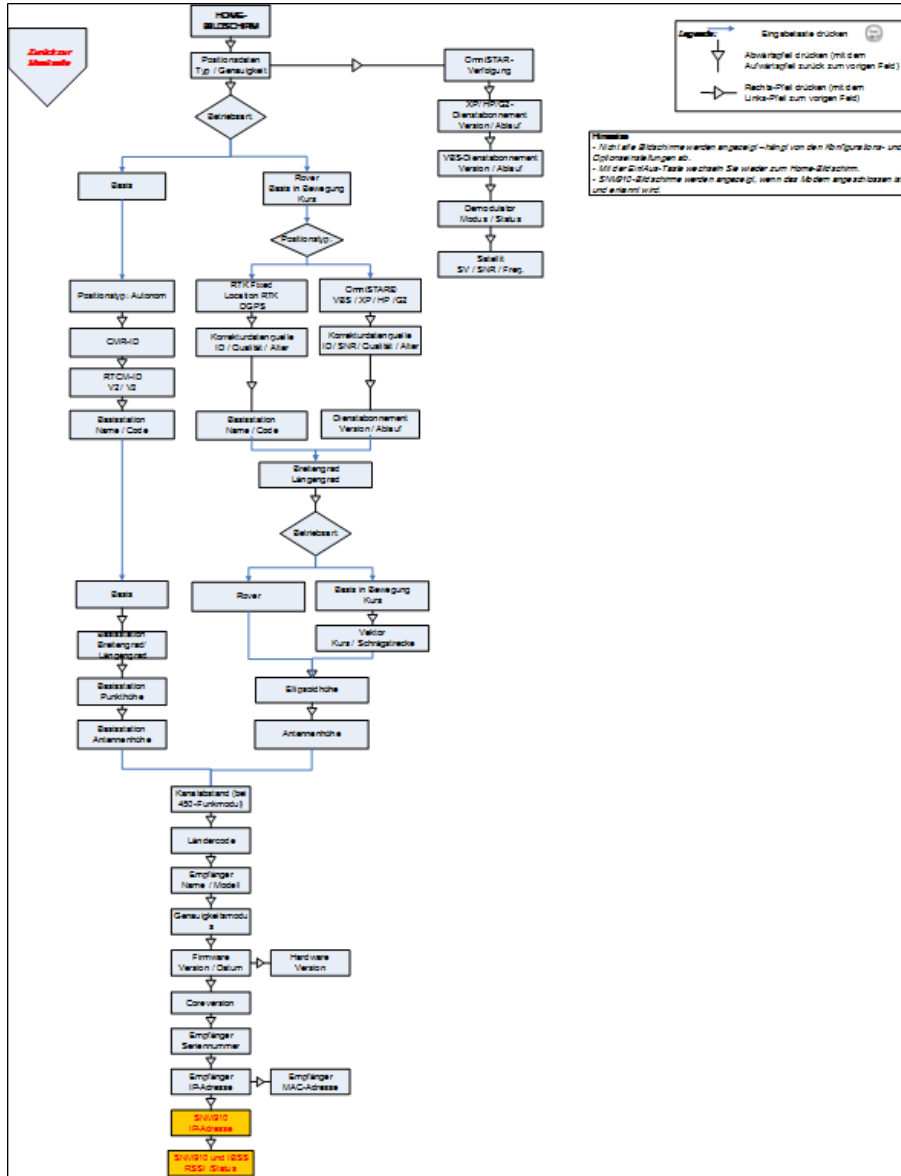 HOME-
BILDSCHIRM
Zurück zur
Positionsdaten
Typ / Genauigkeit
OmniSTAR-
Verfolgung
Legende:
Eingabetaste drücken
Abwärtspfeil drücken (mit dem
Aufwärtspfeil zurück zum vorigen Feld)
Rechts-Pfeil drücken (mit dem
Links-Pfeil zum vorigen Feld)
XP/ HP/G2-
Dienstabonnement
Version / Ablauf
Betriebsart:
Hinweise
- Nicht alle Bildschirme werden angezeigt – hängt von den Konfigurations- und
Optionseinstellungen ab.
- Mit der Ein/Aus-Taste wechseln Sie wieder zum Home-Bildschirm.
- SNM910-Bildschirme werden angezeigt, wenn das Modem angeschlossen ist
und erkannt wird.
VBS-Dienstabonnement
Version / Ablauf
Basis
Rover
Basis in Bewegung
Kurs
Demodulator
Modus / Status
Positionstyp:
Satellit
SV / SNR / Freq.
Positionstyp: Autonom
RTK Fixed
Location RTK
DGPS
OmniSTAR®
VBS / XP / HP /G2
CMR-ID
Korrekturdatenquelle
ID / Qualität / Alter
Korrekturdatenquelle
ID / SNR / Qualität / Alter
RTCM-ID
V2 / V3
Basisstation
Name / Code
Basisstation
Name / Code
Dienstabonnement
Version / Ablauf
Breitengrad
Längengrad
Betriebsart:
Basis
Rover
Basis in Bewegung
Kurs
Basisstation
Breitengrad/
Längengrad
Vektor
Kurs / Schrägstrecke
Basisstation
Punkthöhe
Ellipsoidhöhe
Basisstation
Antennenhöhe
Antennenhöhe
Kanalabstand (bei
450-Funkmodul)
Ländercode
Empfänger
Name / Modell
Genauigkeitsmodu
s
Firmware
Version / Datum
Hardware
Version
Coreversion
Empfänger
Seriennummer
Empfänger
IP-Adresse
Empfänger
MAC-Adresse
SNM910
IP-Adresse
SNM910 und IBSS
RSSI /Status